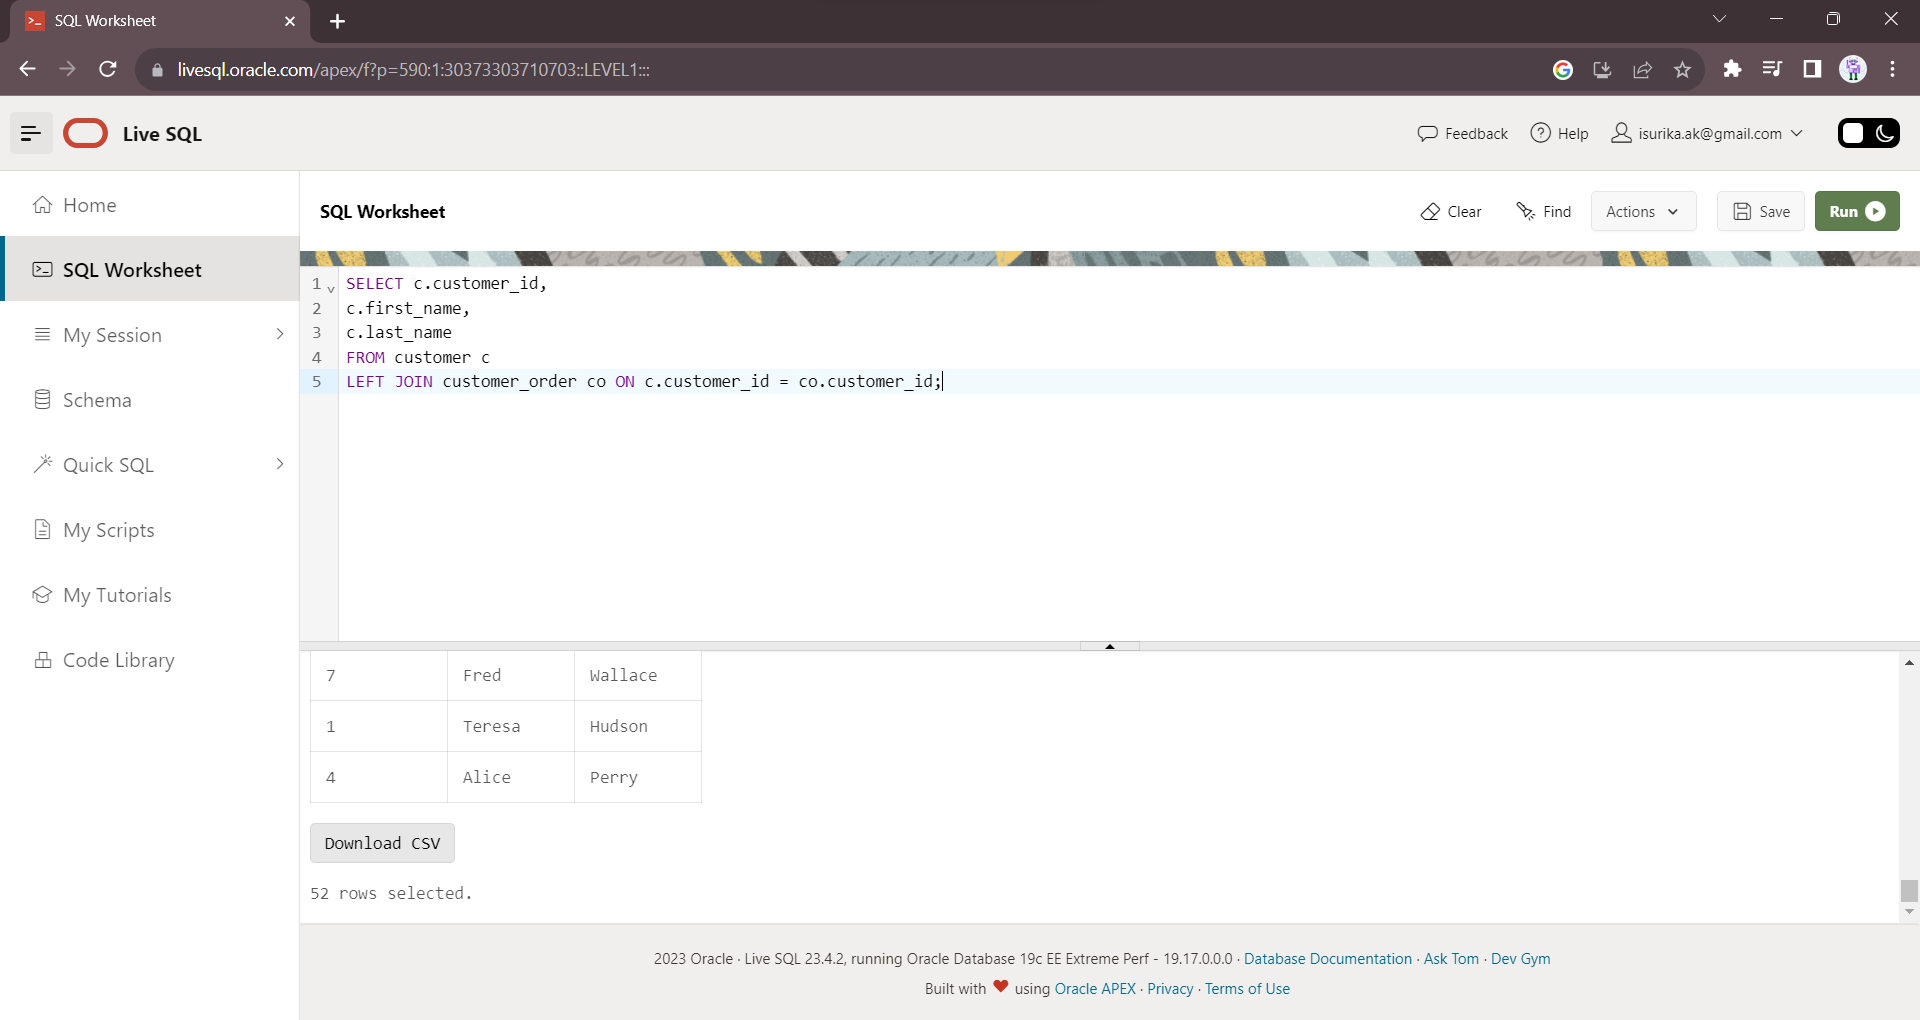 SQL Worksheet
livesql.oracle.com/apex/f?p=590:1:30373303710703::LEVEL1:::
Live SQL
Feedback
Help
isurika.ak@gmail.com
Home
SQL Worksheet
My Session
Schema
Quick SQL
My Scripts
My Tutorials
Code Library
SQL Worksheet
Clear
Find
Actions
Save
Run
1 SELECT c.customer_id,
2 c.first_name,
3 c.last_name
4 FROM customer c
5 LEFT JOIN customer_order co ON c.customer_id = co.customer_id;
7 Fred Wallace
1 Teresa Hudson
4 Alice Perry
Download CSV
52 rows selected.
2023 Oracle · Live SQL 23.4.2, running Oracle Database 19c EE Extreme Perf - 19.17.0.0.0 · Database Documentation · Ask Tom · Dev Gym
Built with ❤ using Oracle APEX · Privacy · Terms of Use